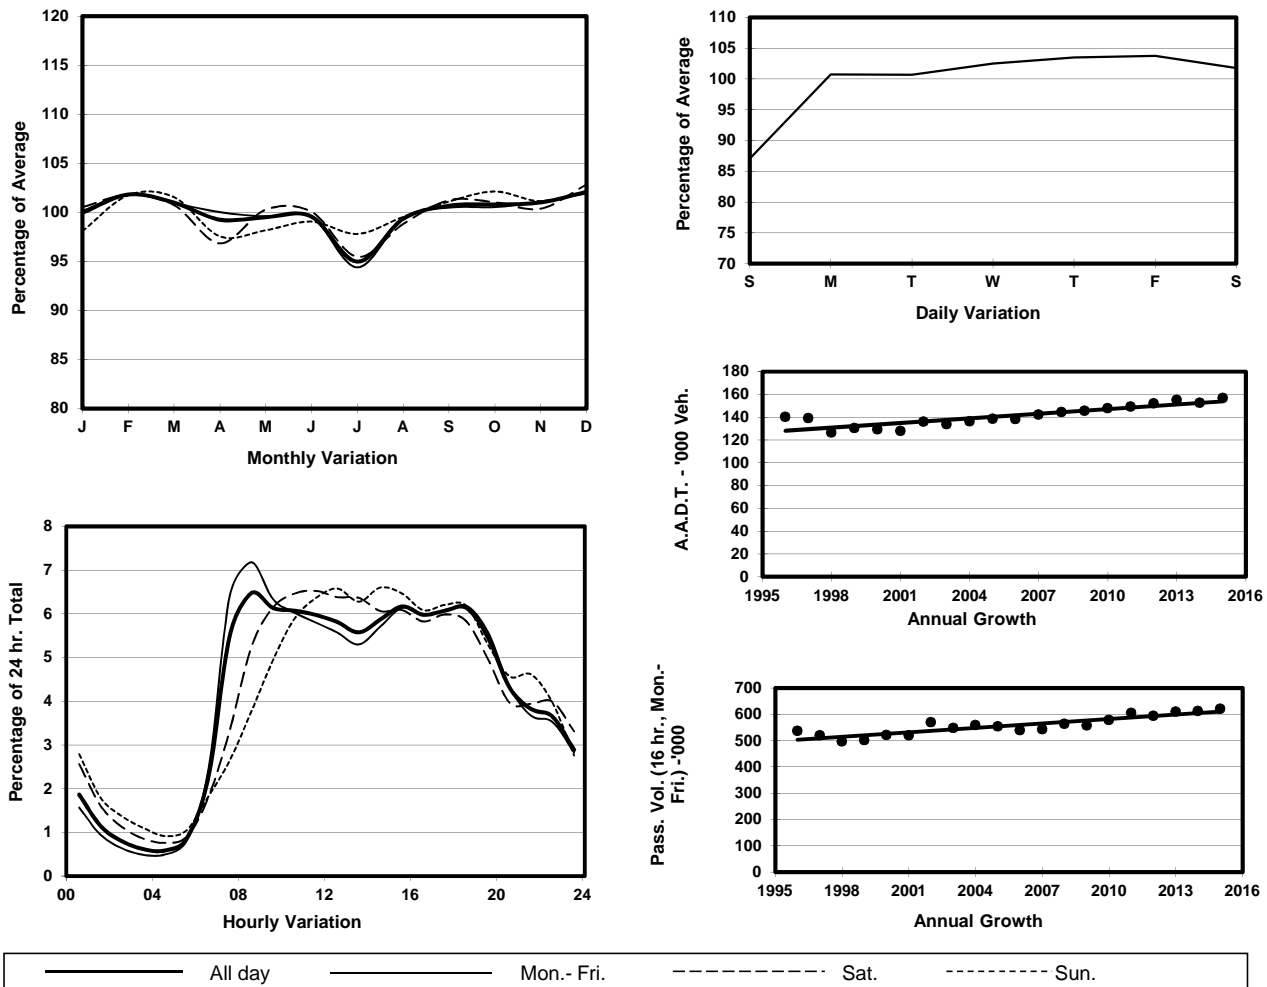 120
115
110
105
100
95
90
85
80
Percentage of Average
J F M A M J J A S O N D
Monthly Variation
110
105
100
95
90
85
80
75
70
Percentage of Average
S M T W T F S
Daily Variation
180
160
140
120
100
80
60
40
20
0
A.A.D.T. - '000 Veh.
1995 1998 2001 2004 2007 2010 2013 2016
Annual Growth
8
7
6
5
4
3
2
1
0
Percentage of 24 hr. Total
00 04 08 12 16 20 24
Hourly Variation
700
600
500
400
300
200
100
0
Pass. Vol. (16 hr., Mon.-
Fri.) -'000
1995 1998 2001 2004 2007 2010 2013 2016
Annual Growth
All day Mon.- Fri. Sat. Sun.